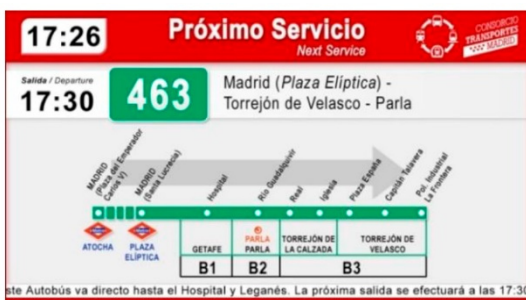 17:26
Próximo Servicio
Next Service
CONSORCIO
TRANSPORTES
MADRID
Salida / Departure
17:30
463
Madrid (Plaza Elíptica) -
Torrejón de Velasco - Parla
MADRID
(Plaza del Emperador
Carlos V)
MADRID
(Santa Lucrecia)
Hospital
Río Guadalquivir
Real
Iglesia
Plaza España
Capitán Talavera
Pol. Industrial
La Frontera
ATOCHA
PLAZA
ELÍPTICA
GETAFE
PARLA
PARLA
TORREJÓN DE
LA CALZADA
TORREJÓN DE
VELASCO
B1
B2
B3
ste Autobús va directo hasta el Hospital y Leganés. La próxima salida se efectuará a las 17:30